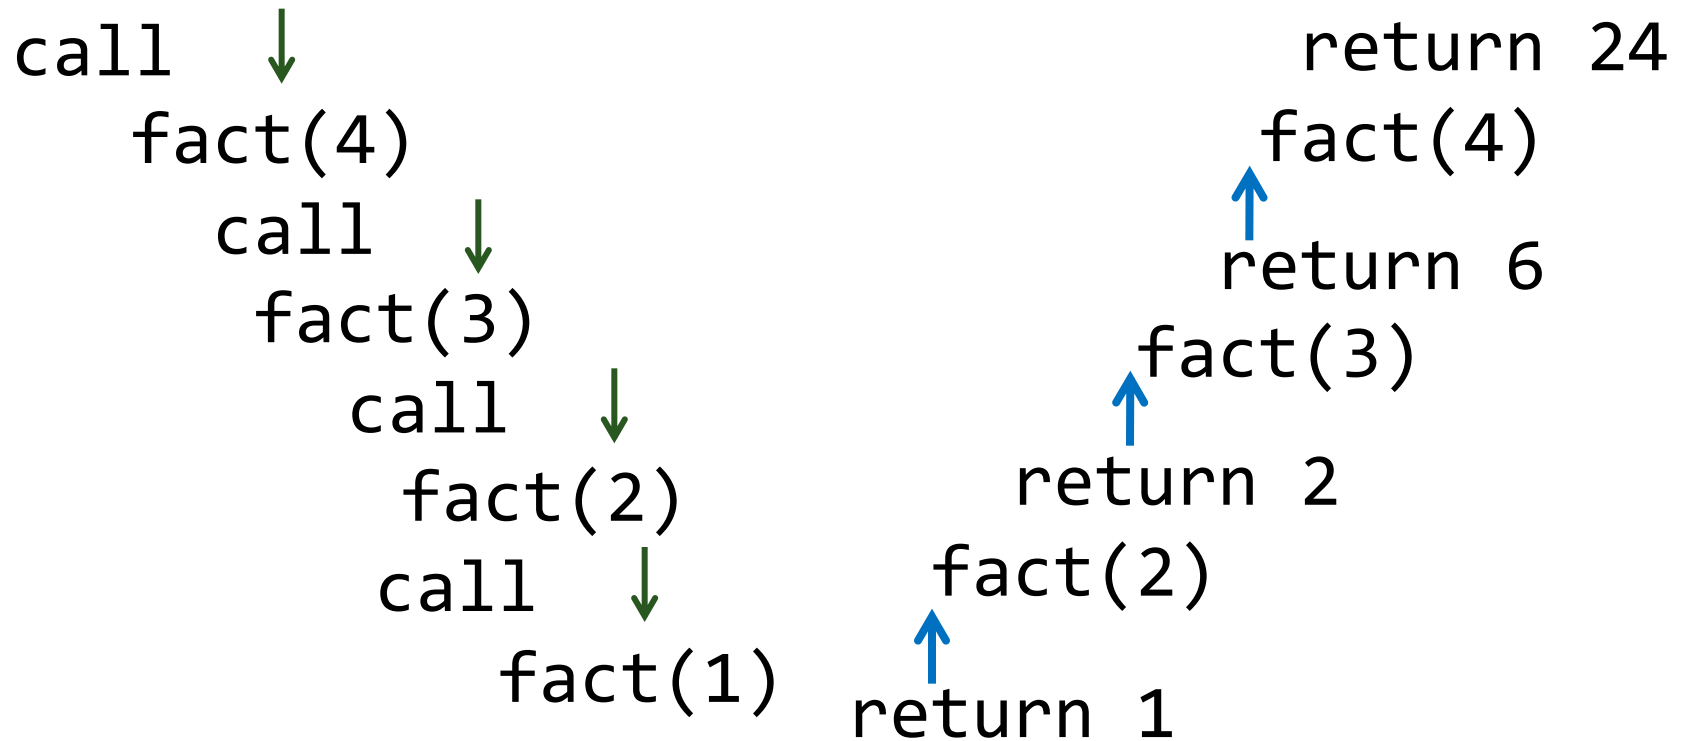 call
fact(4)
call
fact(3)
call
fact(2)
call
fact(1)
return 24
fact(4)
return 6
fact(3)
return 2
fact(2)
return 1